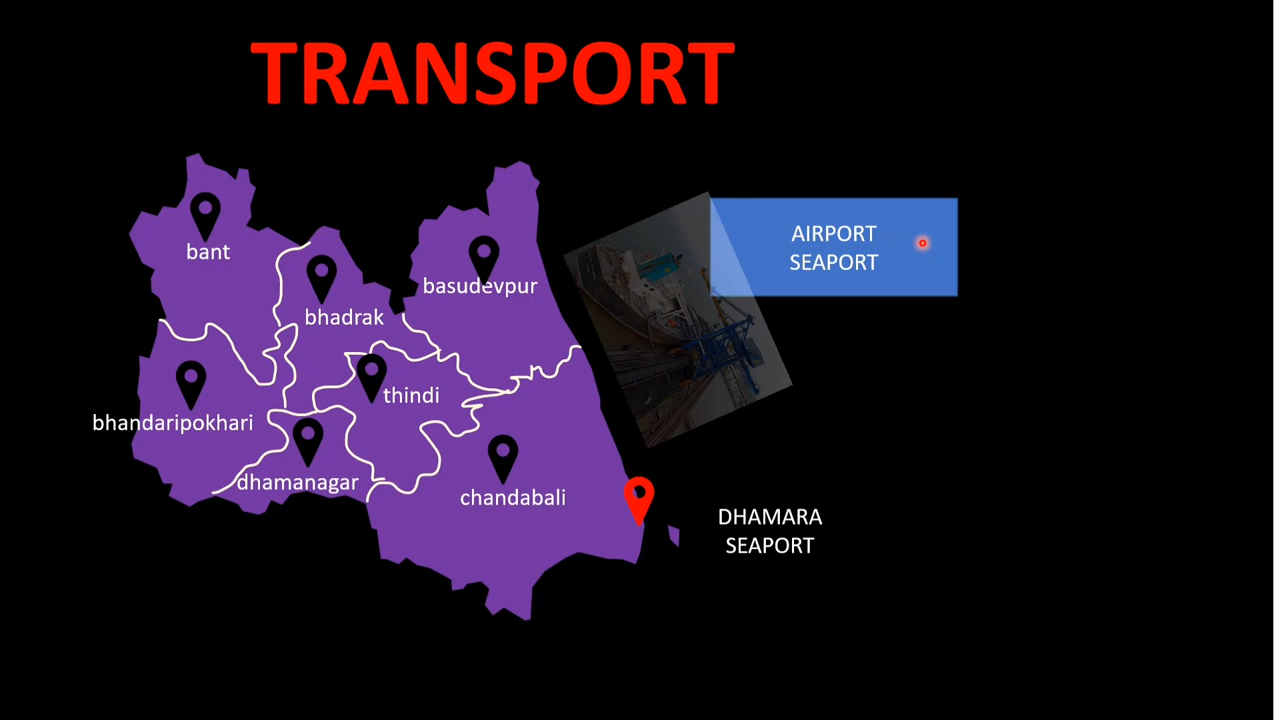 TRANSPORT
bant
basudevpur
bhadrak
thindi
bhandaripokhari
dhamanagar
chandabali
AIRPORT
SEAPORT
DHAMARA
SEAPORT